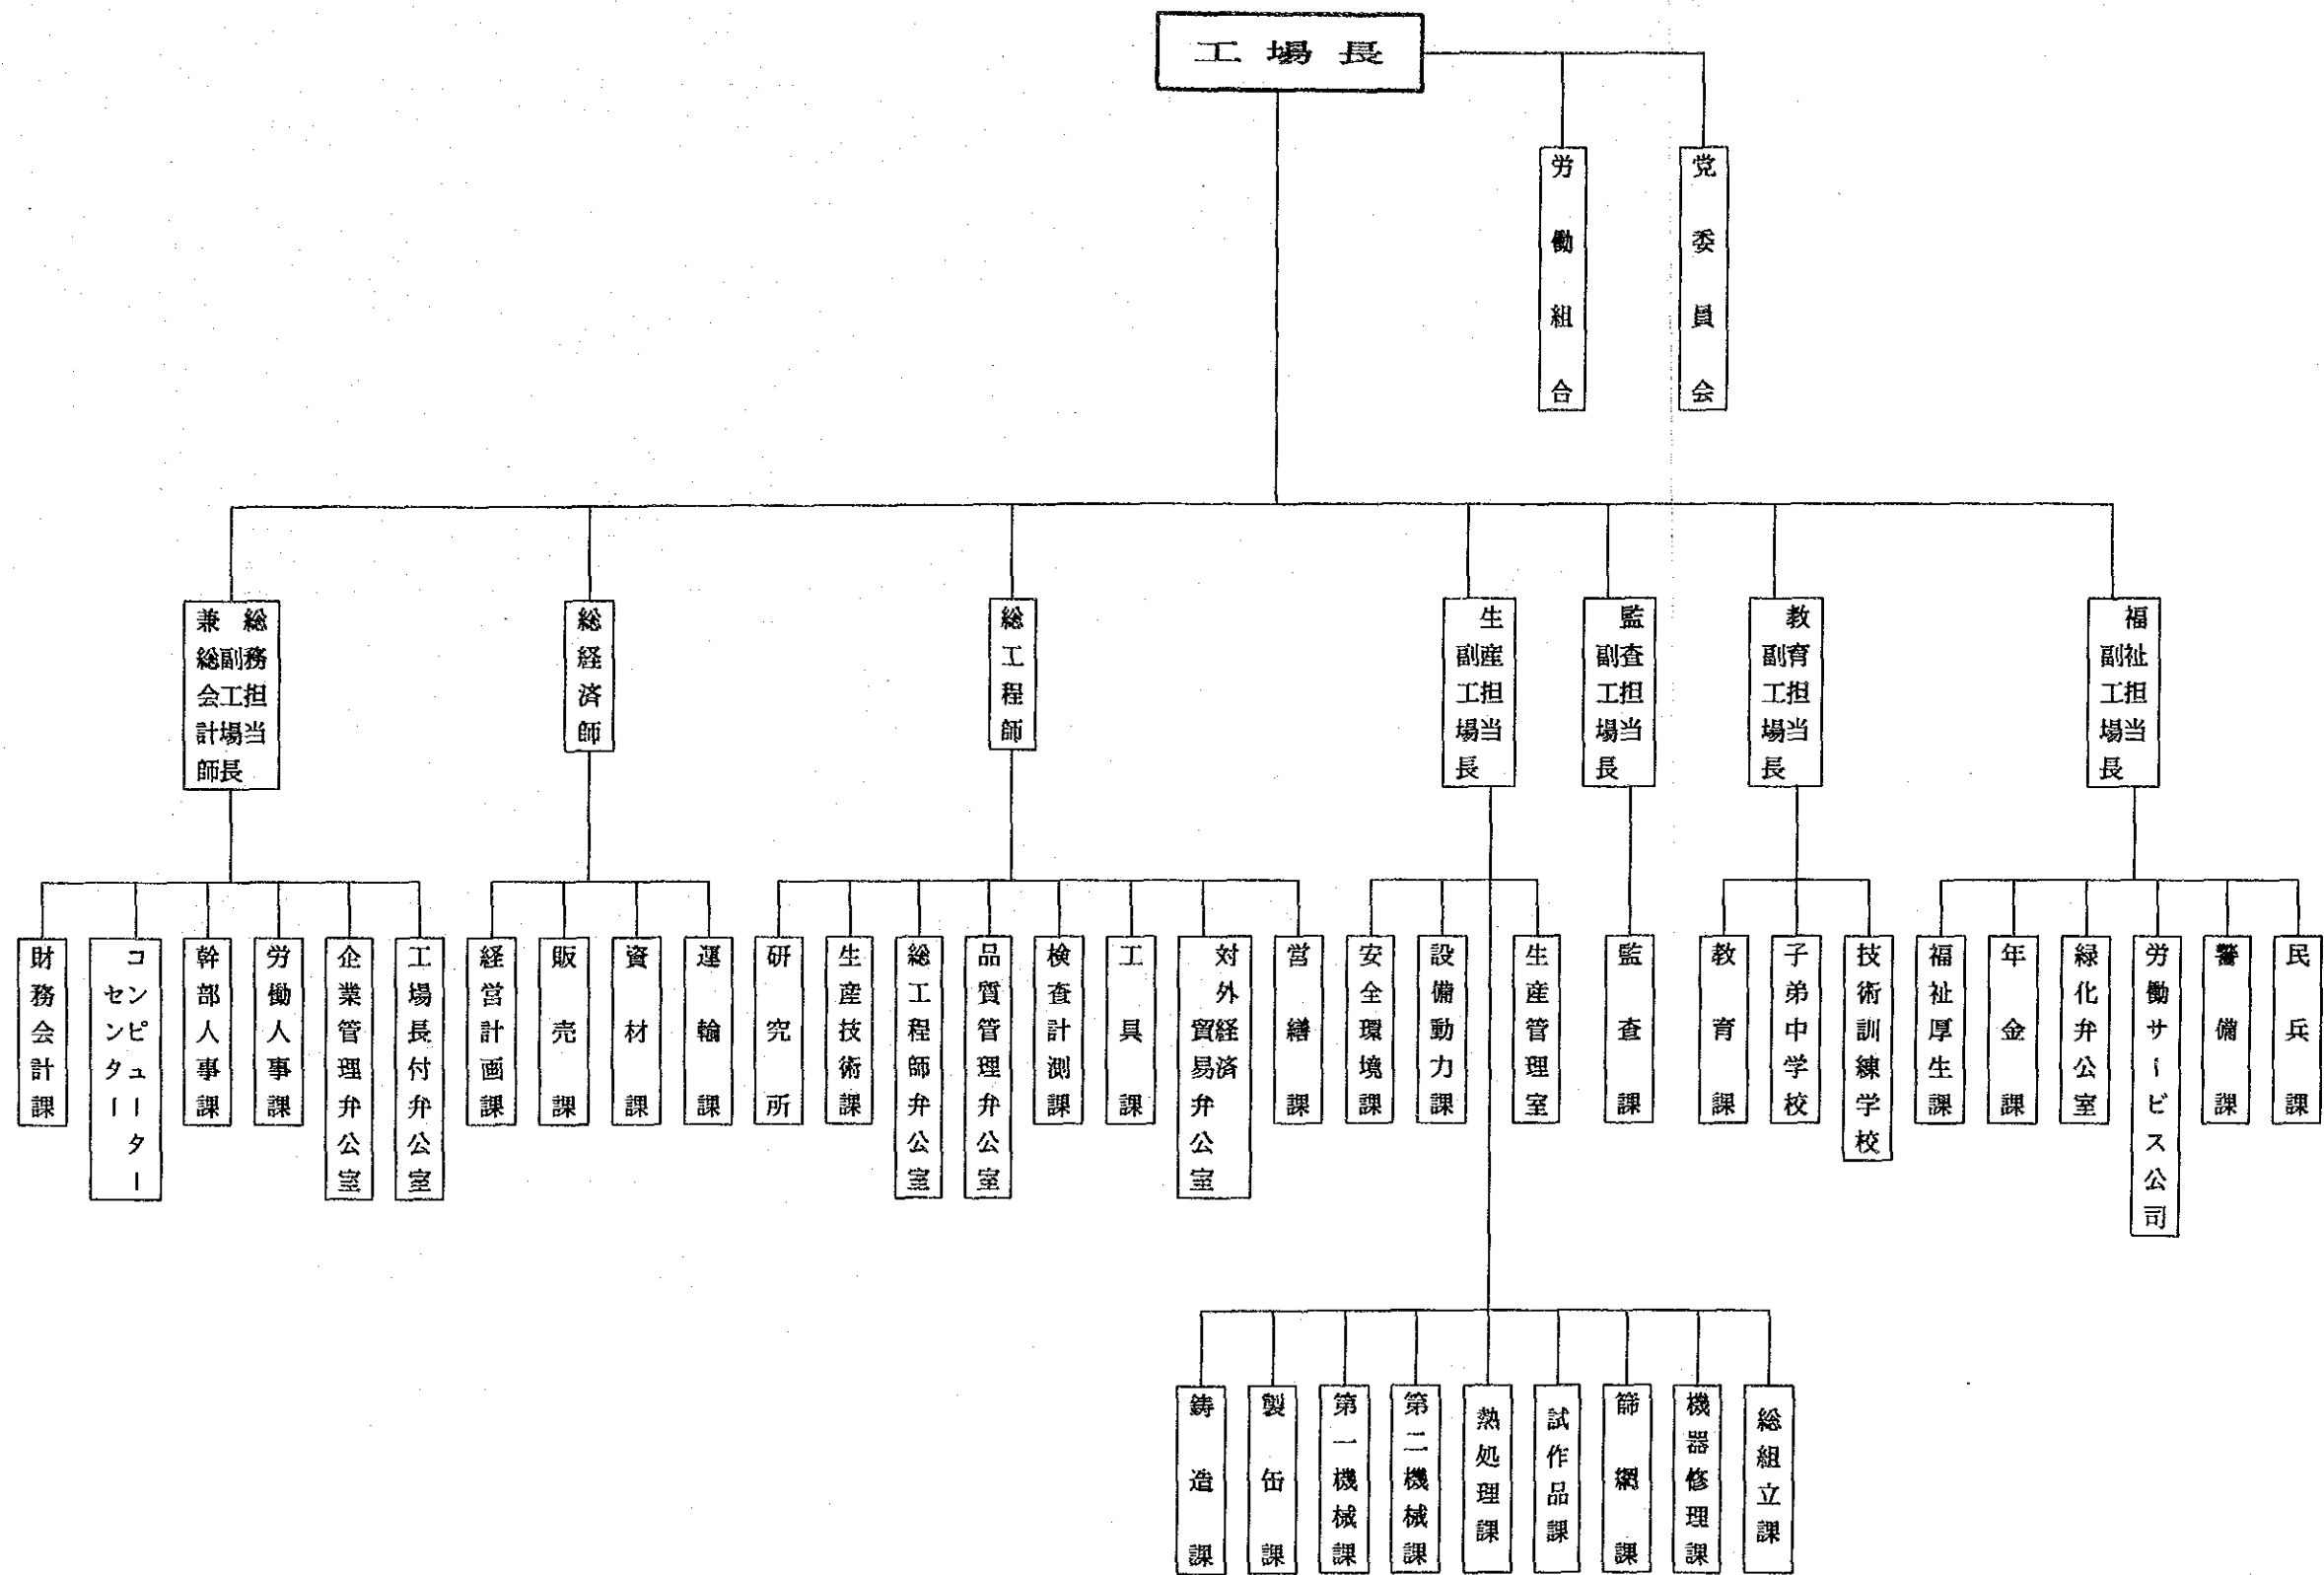 工場長
労働組合
党委員会
総務担当
副工場長
兼総会計師
総経済師
総工程師
生産担当
副工場長
監査担当
副工場長
教育担当
副工場長
福祉担当
副工場長
財務会計課
コンピューター
センター
幹部人事課
労働人事課
企業管理弁公室
工場長付弁公室
経営計画課
販売課
資材課
運輸課
研究所
生産技術課
総工程師弁公室
品質管理弁公室
検査計測課
工具課
対外経済
貿易弁公室
営繕課
安全環境課
設備動力課
生産管理室
監査課
教育課
子弟中学校
技術訓練学校
福祉厚生課
年金課
緑化弁公室
労働サービス公司
警備課
民兵課
鋳造課
製缶課
第一機械課
第二機械課
熱処理課
試作品課
篩網課
機器修理課
総組立課